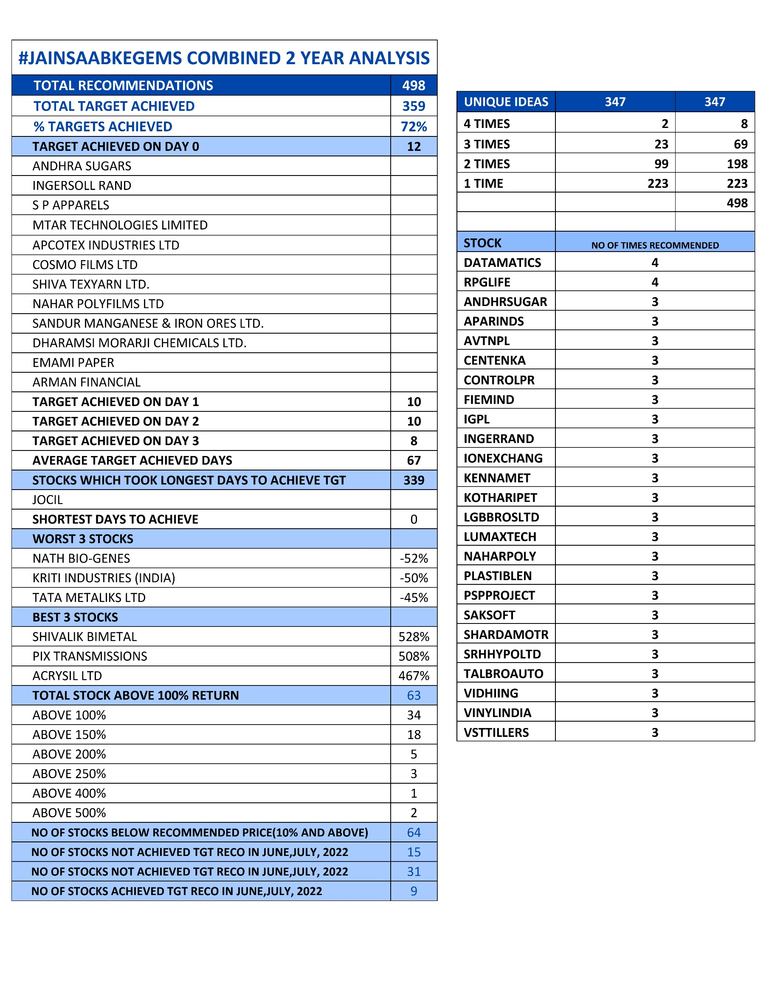 #JAINSAABKEGEMS COMBINED 2 YEAR ANALYSIS
TOTAL RECOMMENDATIONS 498
TOTAL TARGET ACHIEVED 359
% TARGETS ACHIEVED 72%
TARGET ACHIEVED ON DAY 0 12
ANDHRA SUGARS
INGERSOLL RAND
S P APPARELS
MTAR TECHNOLOGIES LIMITED
APCOTEX INDUSTRIES LTD
COSMO FILMS LTD
SHIVA TEXYARN LTD.
NAHAR POLYFILMS LTD
SANDUR MANGANESE & IRON ORES LTD.
DHARAMSI MORARJI CHEMICALS LTD.
EMAMI PAPER
ARMAN FINANCIAL
TARGET ACHIEVED ON DAY 1 10
TARGET ACHIEVED ON DAY 2 10
TARGET ACHIEVED ON DAY 3 8
AVERAGE TARGET ACHIEVED DAYS 67
STOCKS WHICH TOOK LONGEST DAYS TO ACHIEVE TGT 339
JOCIL
SHORTEST DAYS TO ACHIEVE 0
WORST 3 STOCKS
NATH BIO-GENES -52%
KRITI INDUSTRIES (INDIA) -50%
TATA METALIKS LTD -45%
BEST 3 STOCKS
SHIVALIK BIMETAL 528%
PIX TRANSMISSIONS 508%
ACRYSIL LTD 467%
TOTAL STOCK ABOVE 100% RETURN 63
ABOVE 100% 34
ABOVE 150% 18
ABOVE 200% 5
ABOVE 250% 3
ABOVE 400% 1
ABOVE 500% 2
NO OF STOCKS BELOW RECOMMENDED PRICE(10% AND ABOVE) 64
NO OF STOCKS NOT ACHIEVED TGT RECO IN JUNE,JULY, 2022 15
NO OF STOCKS NOT ACHIEVED TGT RECO IN JUNE,JULY, 2022 31
NO OF STOCKS ACHIEVED TGT RECO IN JUNE,JULY, 2022 9
UNIQUE IDEAS 347 347
4 TIMES 2 8
3 TIMES 23 69
2 TIMES 99 198
1 TIME 223 223
498
STOCK NO OF TIMES RECOMMENDED
DATAMATICS 4
RPGLIFE 4
ANDHRSUGAR 3
APARINDS 3
AVTNPL 3
CENTENKA 3
CONTROLPR 3
FIEMIND 3
IGPL 3
INGERRAND 3
IONEXCHANG 3
KENNAMET 3
KOTHARIPET 3
LGBBROSLTD 3
LUMAXTECH 3
NAHARPOLY 3
PLASTIBLEN 3
PSPPROJECT 3
SAKSOFT 3
SHARDAMOTR 3
SRHHYPOLTD 3
TALBROAUTO 3
VIDHIING 3
VINYLINDIA 3
VSTTILLERS 3